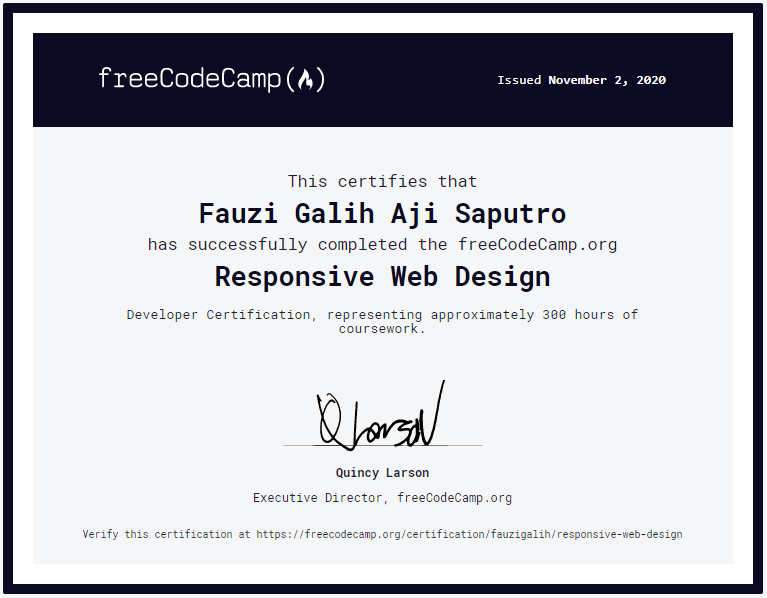 freeCodeCamp
Issued November 2, 2020
This certifies that
Fauzi Galih Aji Saputro
has successfully completed the freeCodeCamp.org
Responsive Web Design
Developer Certification, representing approximately 300 hours of
coursework.
Q Larson
Quincy Larson
Executive Director, freeCodeCamp.org
Verify this certification at https://freecodecamp.org/certification/fauzigalih/responsive-web-design